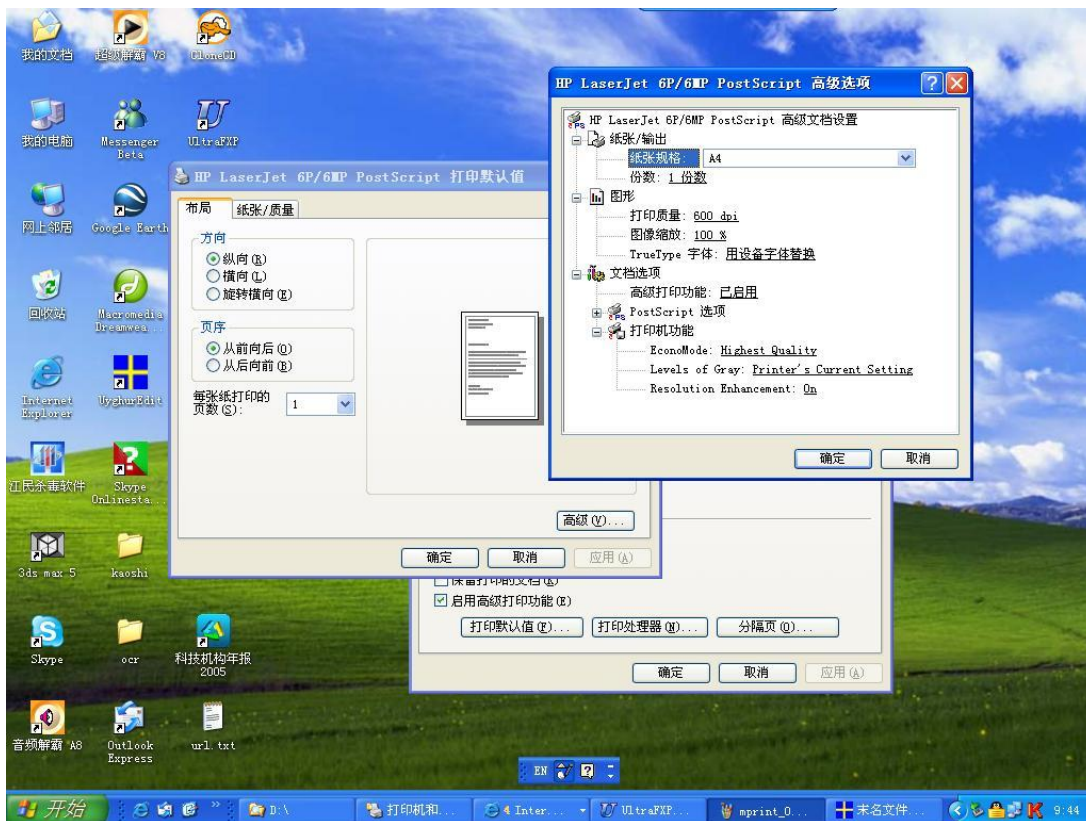 我的文档
超级解霸 V8
CloneCD
我的电脑
Messenger
Beta
UltraFXP
网上邻居
Google Earth
回收站
Macromedia
Dreamwea...
Internet
Explorer
UyghurEdit
江民杀毒软件
Skype
Onlinesta...
3ds max 5
kaoshi
Skype
ocr
科技机构年报
2005
音频解霸 A8
Outlook
Express
url.txt
HP LaserJet 6P/6MP PostScript 打印默认值
布局
纸张/质量
方向
纵向(R)
横向(L)
旋转横向(E)
页序
从前向后(O)
从后向前(B)
每张纸打印的
页数(S):
1
高级(V)...
确定
取消
应用(A)
HP LaserJet 6P/6MP PostScript 高级选项
HP LaserJet 6P/6MP PostScript 高级文档设置
纸张/输出
纸张规格: A4
份数: 1 份数
图形
打印质量: 600 dpi
图像缩放: 100 %
TrueType 字体: 用设备字体替换
文档选项
高级打印功能: 已启用
PostScript 选项
打印机功能
EconoMode: Highest Quality
Levels of Gray: Printer's Current Setting
Resolution Enhancement: On
确定
取消
保留打印的文档(K)
启用高级打印功能(E)
打印默认值(F)...
打印处理器(N)...
分隔页(O)...
确定
取消
应用(A)
EN
开始
D:\
打印机和...
4 Inter...
UltraFXP...
mprint_0...
未名文件...
9:44